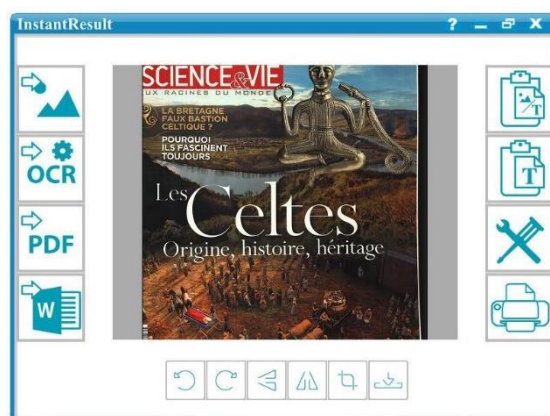 InstantResult
?
SCIENCE & VIE
UX RACINES DU MONDE
LA BRETAGNE
FAUX BASTION
CELTIQUE ?
POURQUOI
ILS FASCINENT
TOUJOURS
Les Celtes
Origine, histoire, héritage
OCR
PDF
W
T
T